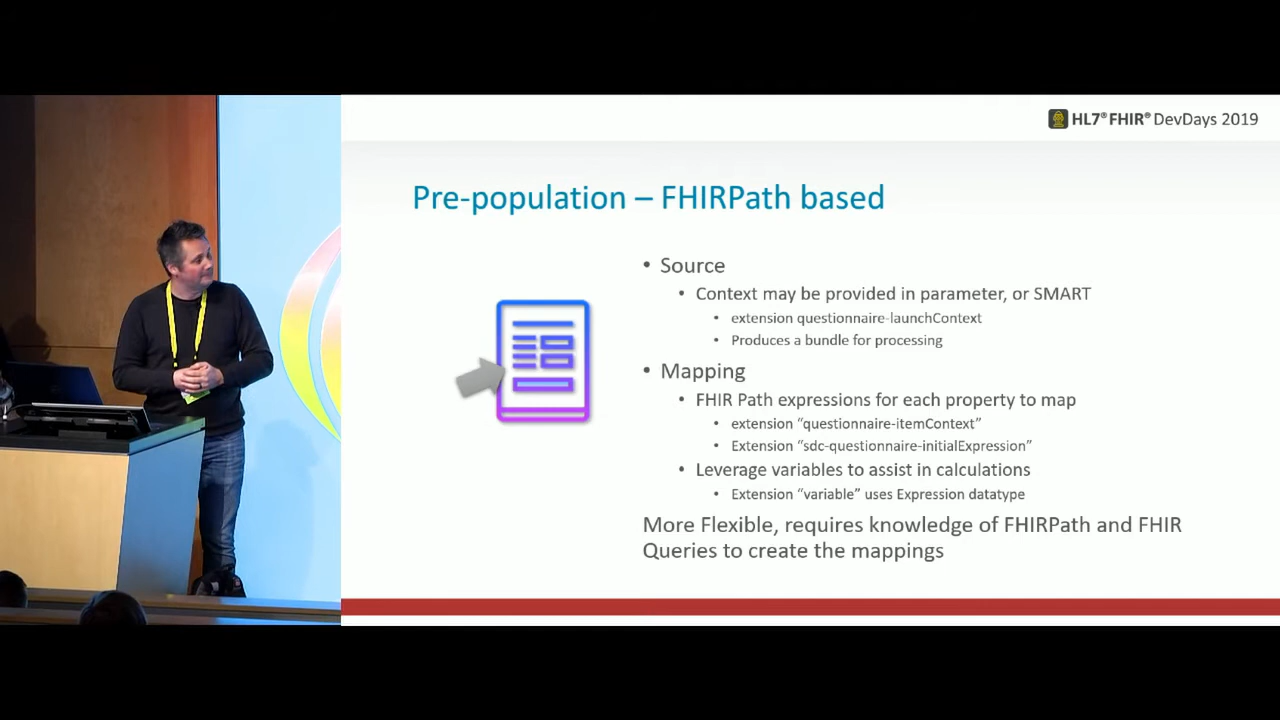 HL7® FHIR® DevDays 2019
Pre-population – FHIRPath based
• Source
• Context may be provided in parameter, or SMART
• extension questionnaire-launchContext
• Produces a bundle for processing
• Mapping
• FHIR Path expressions for each property to map
• extension “questionnaire-itemContext”
• Extension “sdc-questionnaire-initialExpression”
• Leverage variables to assist in calculations
• Extension “variable” uses Expression datatype
More Flexible, requires knowledge of FHIRPath and FHIR
Queries to create the mappings